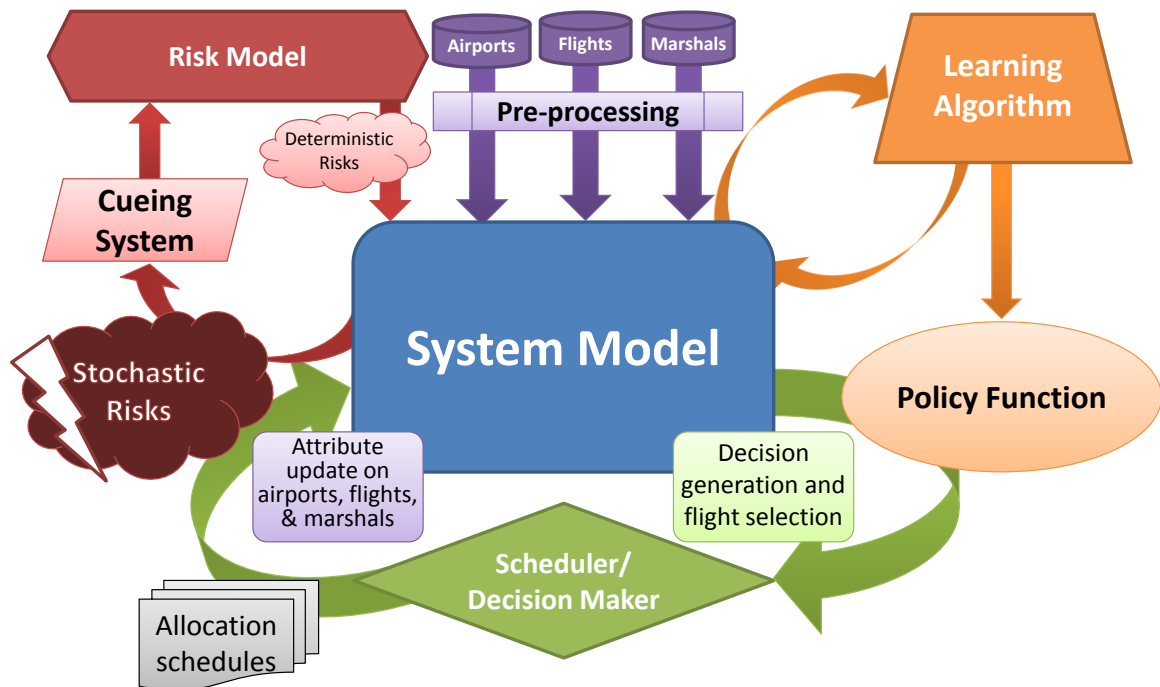 Risk Model
Airports
Flights
Marshals
Learning
Algorithm
Pre-processing
Deterministic
Risks
Cueing
System
System Model
Stochastic
Risks
Policy Function
Attribute
update on
airports, flights,
& marshals
Decision
generation and
flight selection
Scheduler/
Decision Maker
Allocation
schedules